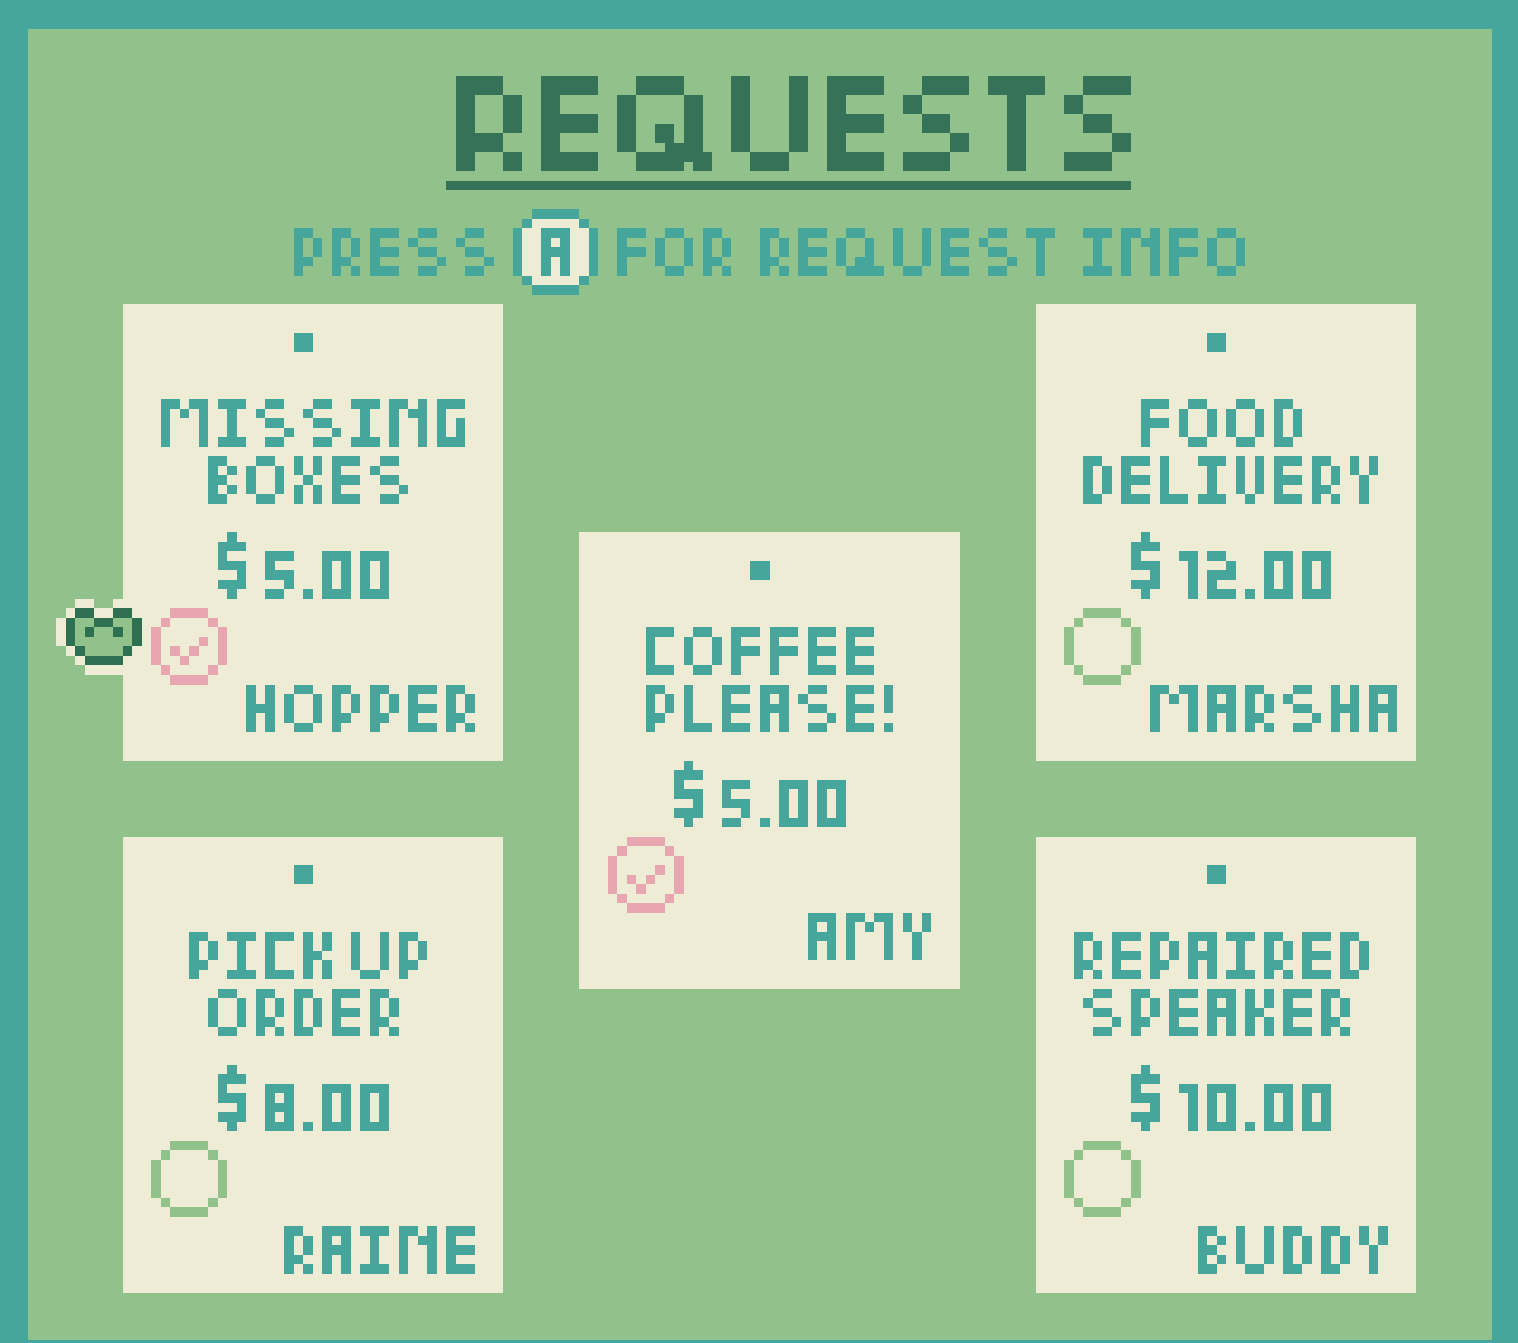 REQUESTS
PRESS A FOR REQUEST INFO
MISSING
BOXES
$5.00
HOPPER
FOOD
DELIVERY
$12.00
MARSHA
COFFEE
PLEASE!
$5.00
AMY
PICK UP
ORDER
$8.00
RAINE
REPAIRED
SPEAKER
$10.00
BUDDY